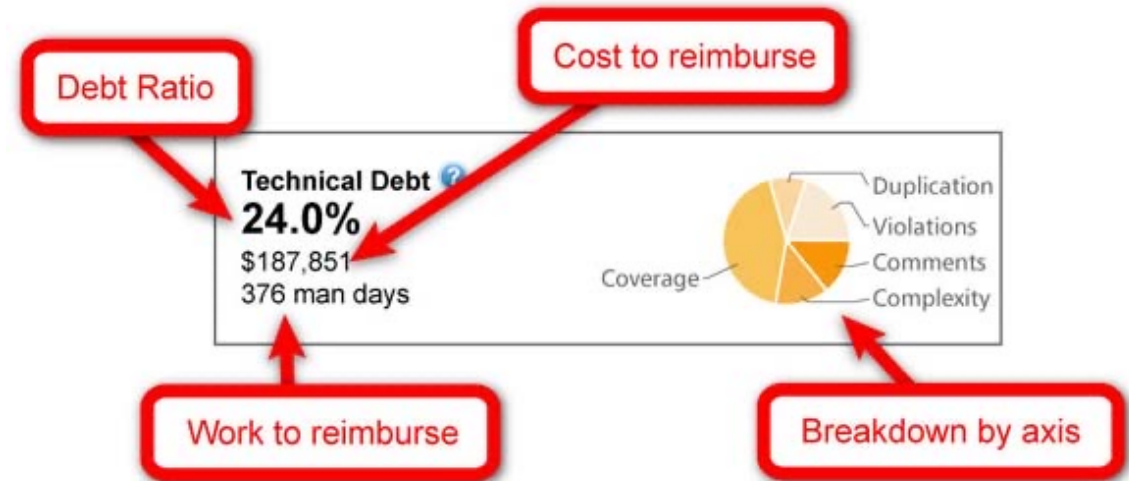 Cost to reimburse
Debt Ratio
Technical Debt ?
24.0%
$187,851
376 man days
Duplication
Violations
Comments
Complexity
Coverage
Work to reimburse
Breakdown by axis